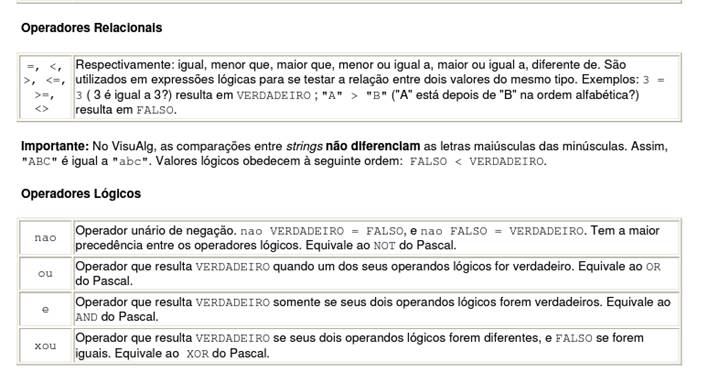 Operadores Relacionais
=, <, >, <=, >=, <>
Respectivamente: igual, menor que, maior que, menor ou igual a, maior ou igual a, diferente de. São
utilizados em expressões lógicas para se testar a relação entre dois valores do mesmo tipo. Exemplos: 3 =
3 ( 3 é igual a 3?) resulta em VERDADEIRO ; "A" > "B" ("A" está depois de "B" na ordem alfabética?)
resulta em FALSO.
Importante: No VisuAlg, as comparações entre strings não diferenciam as letras maiúsculas das minúsculas. Assim,
"ABC" é igual a "abc". Valores lógicos obedecem à seguinte ordem: FALSO < VERDADEIRO.
Operadores Lógicos
nao
Operador unário de negação. nao VERDADEIRO = FALSO, e nao FALSO = VERDADEIRO. Tem a maior
precedência entre os operadores lógicos. Equivale ao NOT do Pascal.
ou
Operador que resulta VERDADEIRO quando um dos seus operandos lógicos for verdadeiro. Equivale ao OR
do Pascal.
e
Operador que resulta VERDADEIRO somente se seus dois operandos lógicos forem verdadeiros. Equivale ao
AND do Pascal.
xou
Operador que resulta VERDADEIRO se seus dois operandos lógicos forem diferentes, e FALSO se forem
iguais. Equivale ao XOR do Pascal.